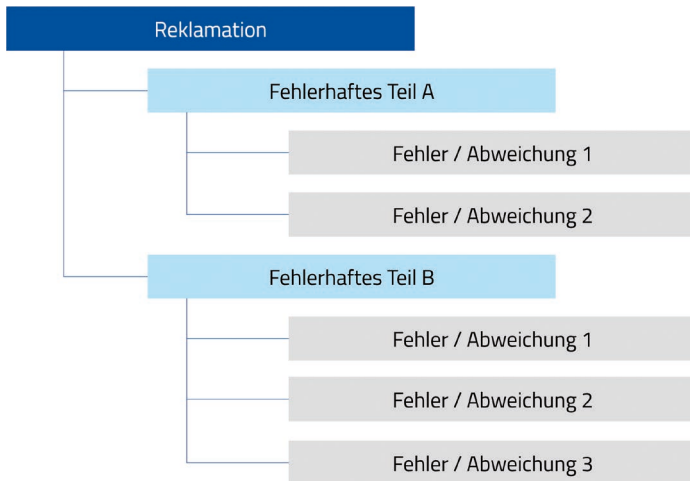 Reklamation
Fehlerhaftes Teil A
Fehler / Abweichung 1
Fehler / Abweichung 2
Fehlerhaftes Teil B
Fehler / Abweichung 1
Fehler / Abweichung 2
Fehler / Abweichung 3